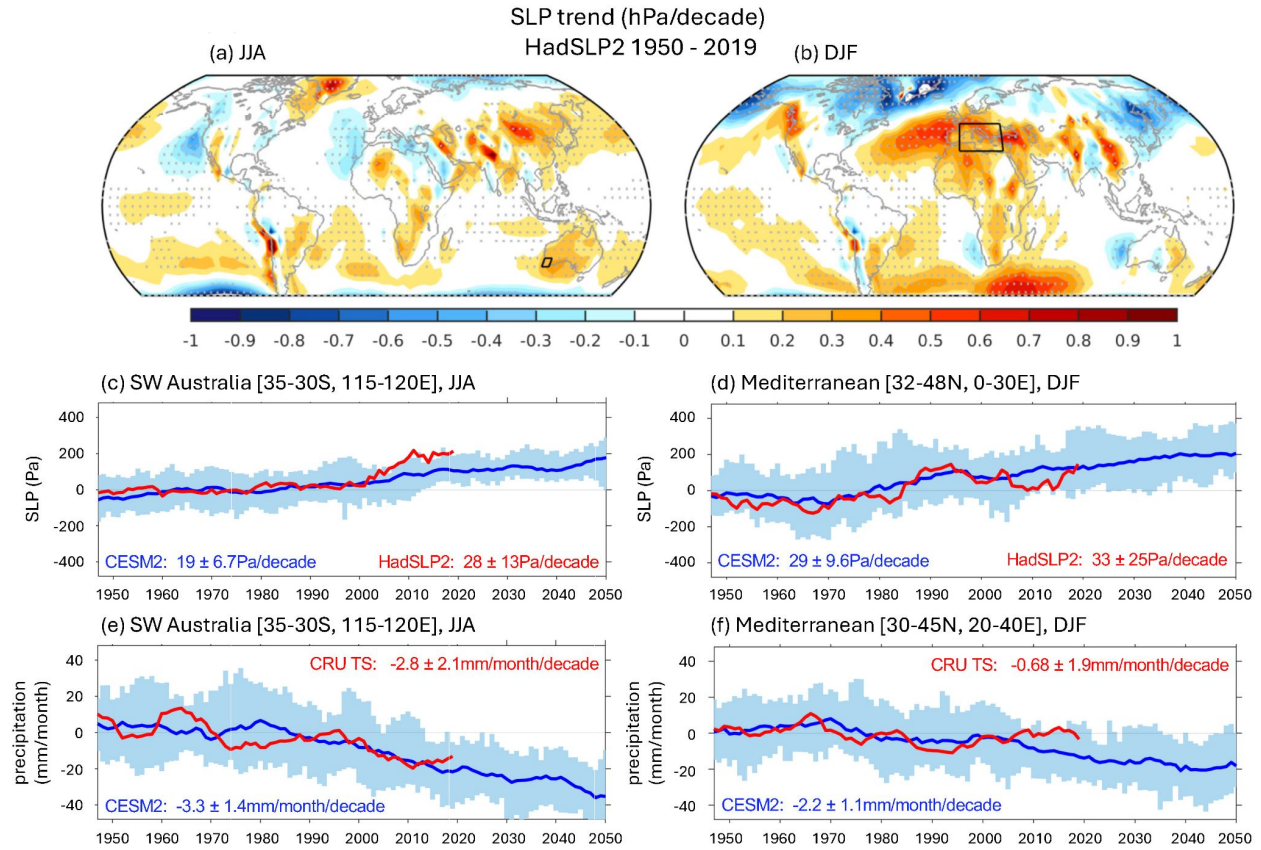 SLP trend (hPa/decade)
HadSLP2 1950 - 2019
(a) JJA
(b) DJF
-1 -0.9 -0.8 -0.7 -0.6 -0.5 -0.4 -0.3 -0.2 -0.1 0 0.1 0.2 0.3 0.4 0.5 0.6 0.7 0.8 0.9 1
(c) SW Australia [35-30S, 115-120E], JJA
SLP (Pa)
400
200
0
-200
-400
CESM2: 19 ± 6.7Pa/decade
HadSLP2: 28 ± 13Pa/decade
1950 1960 1970 1980 1990 2000 2010 2020 2030 2040 2050
(d) Mediterranean [32-48N, 0-30E], DJF
SLP (Pa)
400
200
0
-200
-400
CESM2: 29 ± 9.6Pa/decade
HadSLP2: 33 ± 25Pa/decade
1950 1960 1970 1980 1990 2000 2010 2020 2030 2040 2050
(e) SW Australia [35-30S, 115-120E], JJA
precipitation
(mm/month)
40
20
0
-20
-40
CRU TS: -2.8 ± 2.1mm/month/decade
CESM2: -3.3 ± 1.4mm/month/decade
1950 1960 1970 1980 1990 2000 2010 2020 2030 2040 2050
(f) Mediterranean [30-45N, 20-40E], DJF
precipitation
(mm/month)
40
20
0
-20
-40
CRU TS: -0.68 ± 1.9mm/month/decade
CESM2: -2.2 ± 1.1mm/month/decade
1950 1960 1970 1980 1990 2000 2010 2020 2030 2040 2050